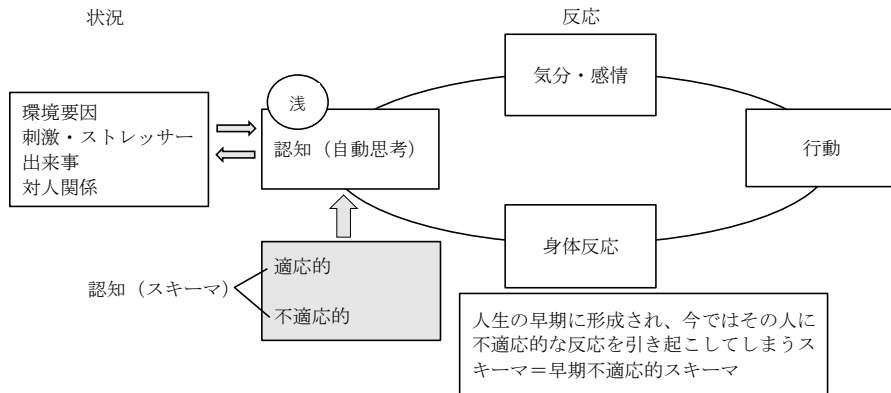 状況
反応
気分・感情
浅
環境要因
刺激・ストレッサー
出来事
対人関係
認知（自動思考）
行動
身体反応
適応的
認知（スキーマ）
不適応的
人生の早期に形成され、今ではその人に
不適応的な反応を引き起こしてしまうス
キーマ＝早期不適応的スキーマ